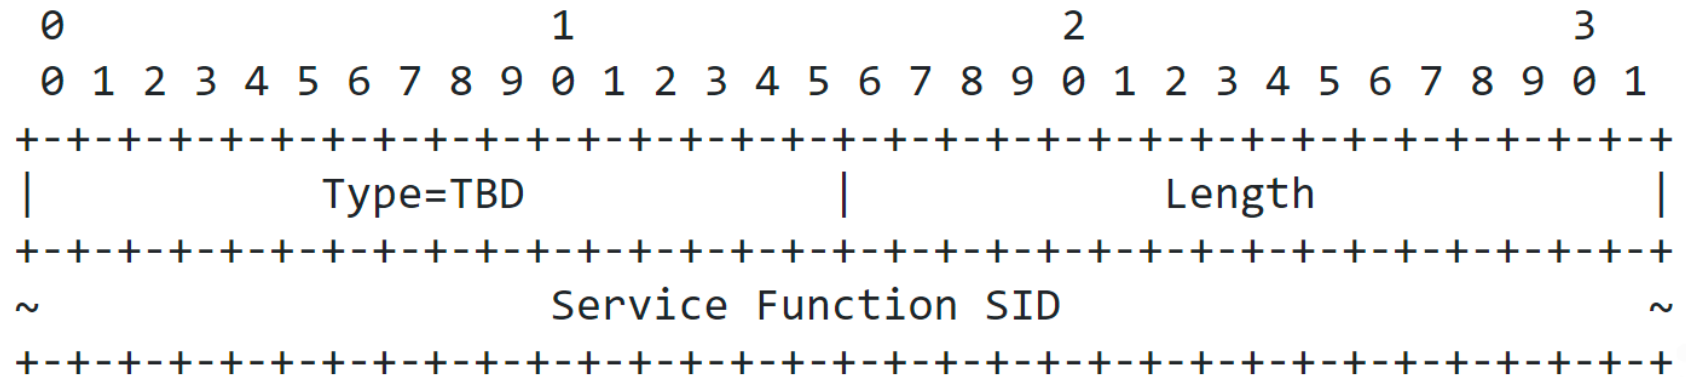 0                   1                   2                   3
 0 1 2 3 4 5 6 7 8 9 0 1 2 3 4 5 6 7 8 9 0 1 2 3 4 5 6 7 8 9 0 1
+-+-+-+-+-+-+-+-+-+-+-+-+-+-+-+-+-+-+-+-+-+-+-+-+-+-+-+-+-+-+-+-+
|           Type=TBD            |            Length             |
+-+-+-+-+-+-+-+-+-+-+-+-+-+-+-+-+-+-+-+-+-+-+-+-+-+-+-+-+-+-+-+-+
~                    Service Function SID                       ~
+-+-+-+-+-+-+-+-+-+-+-+-+-+-+-+-+-+-+-+-+-+-+-+-+-+-+-+-+-+-+-+-+